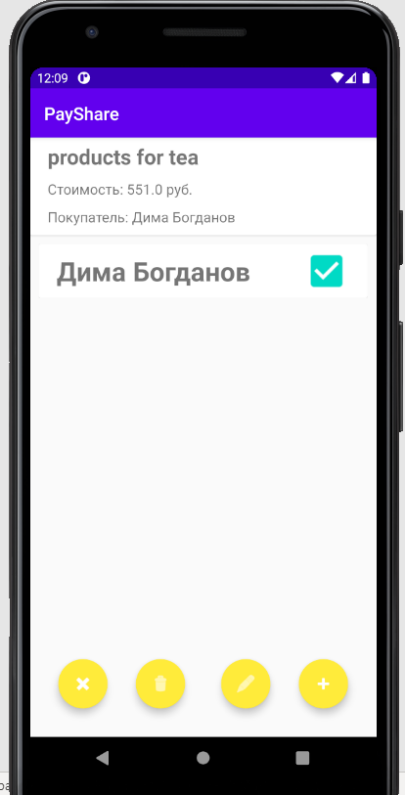 12:09
PayShare
products for tea
Стоимость: 551.0 руб.
Покупатель: Дима Богданов
Дима Богданов